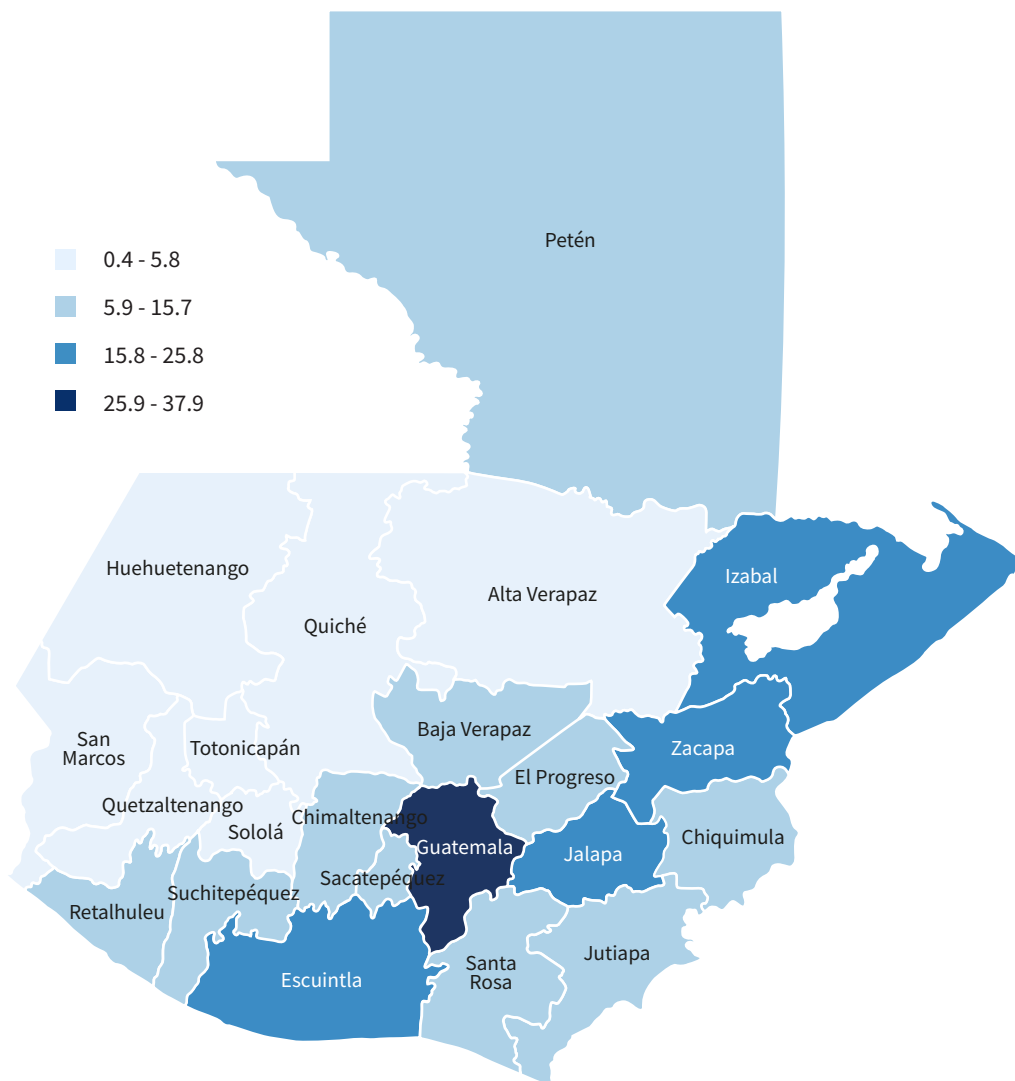 Petén
0.4 - 5.8
5.9 - 15.7
15.8 - 25.8
25.9 - 37.9
Huehuetenango
Izabal
Alta Verapaz
Quiché
Baja Verapaz
San
Marcos
Totonicapán
Zacapa
El Progreso
Quetzaltenango
Chimaltenango
Sololá
Chiquimula
Guatemala
Jalapa
Sacatepéquez
Suchitepéquez
Retalhuleu
Jutiapa
Santa
Rosa
Escuintla